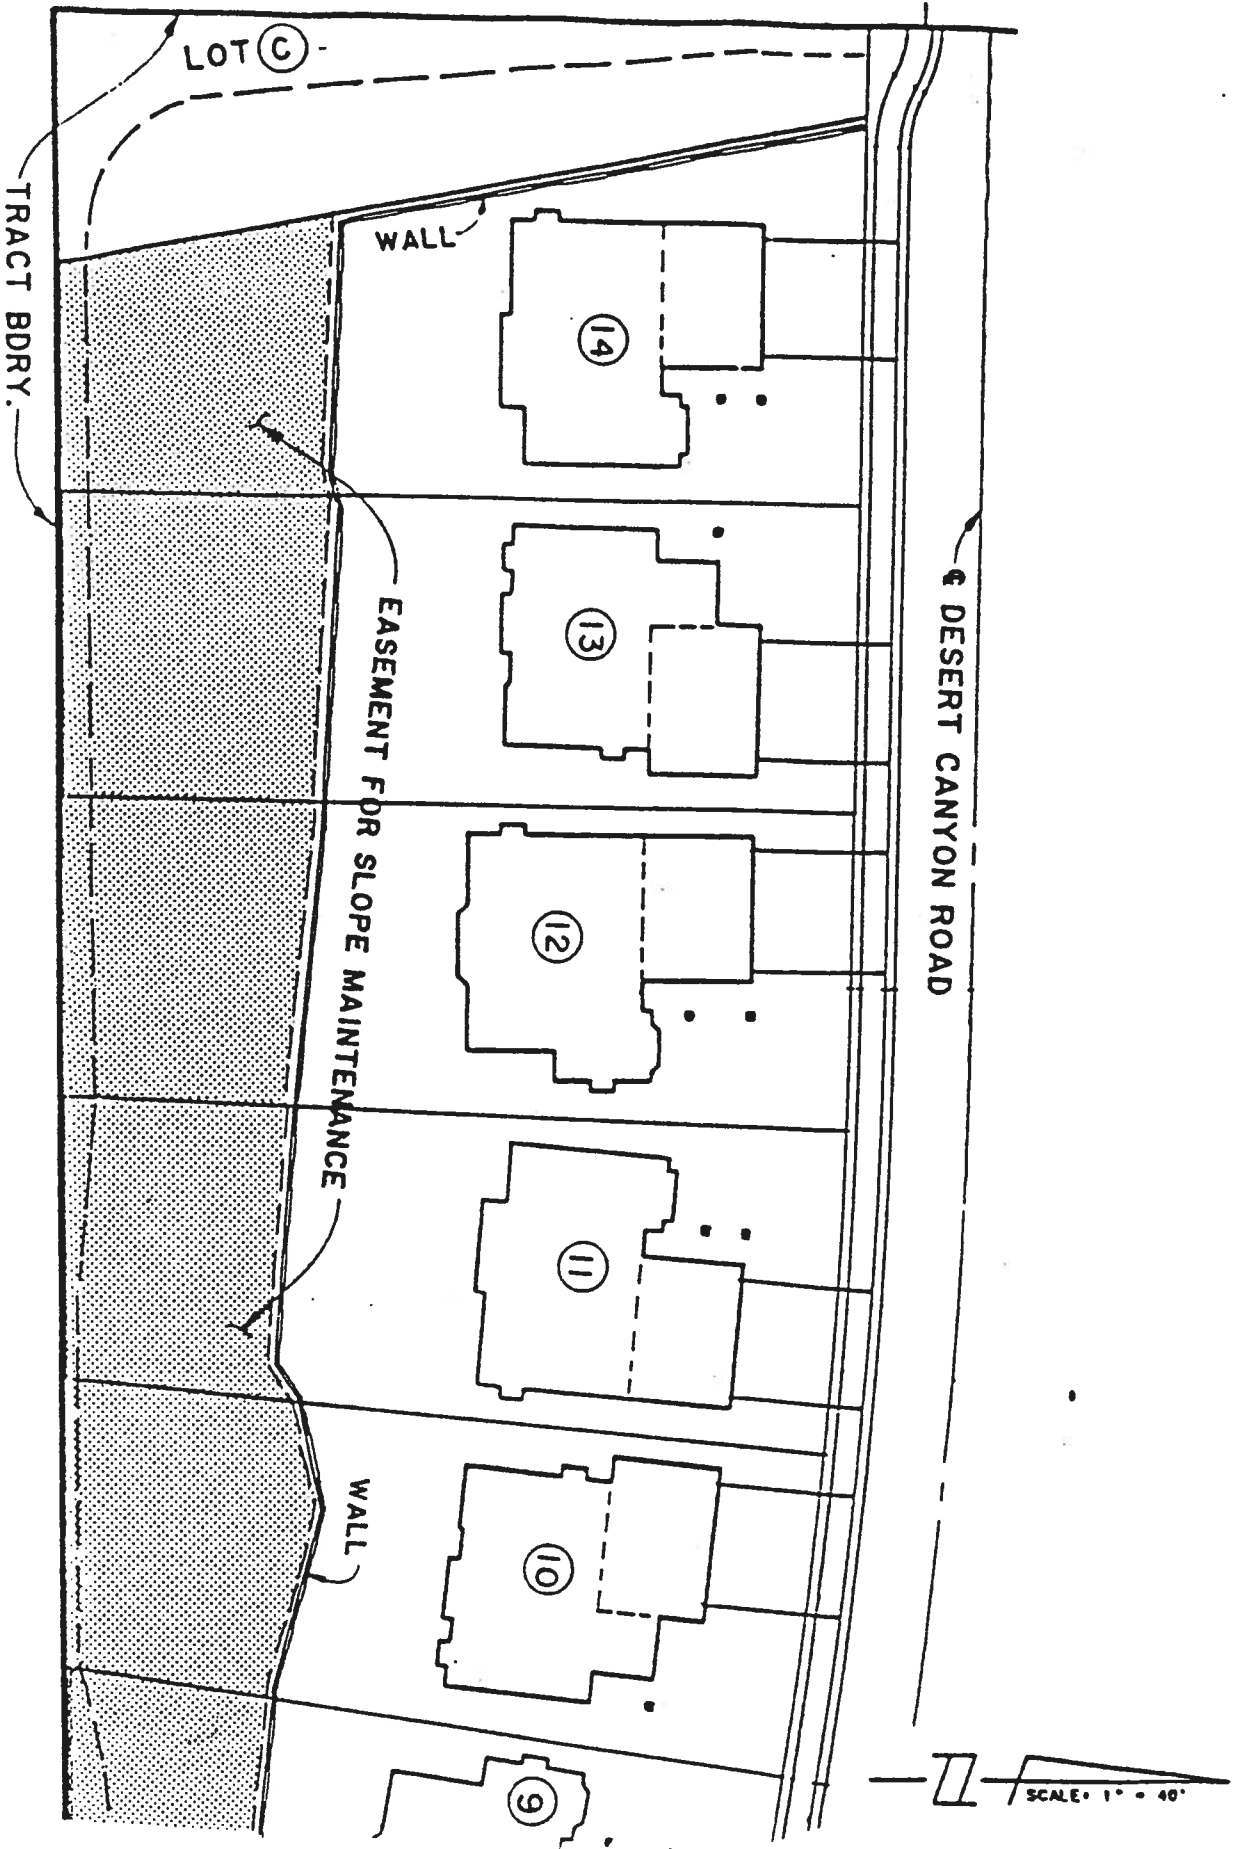 LOT C
TRACT BDRY.
WALL
14
13
EASEMENT FOR SLOPE MAINTENANCE
℄ DESERT CANYON ROAD
12
11
10
WALL
9
N
SCALE: 1" = 40'